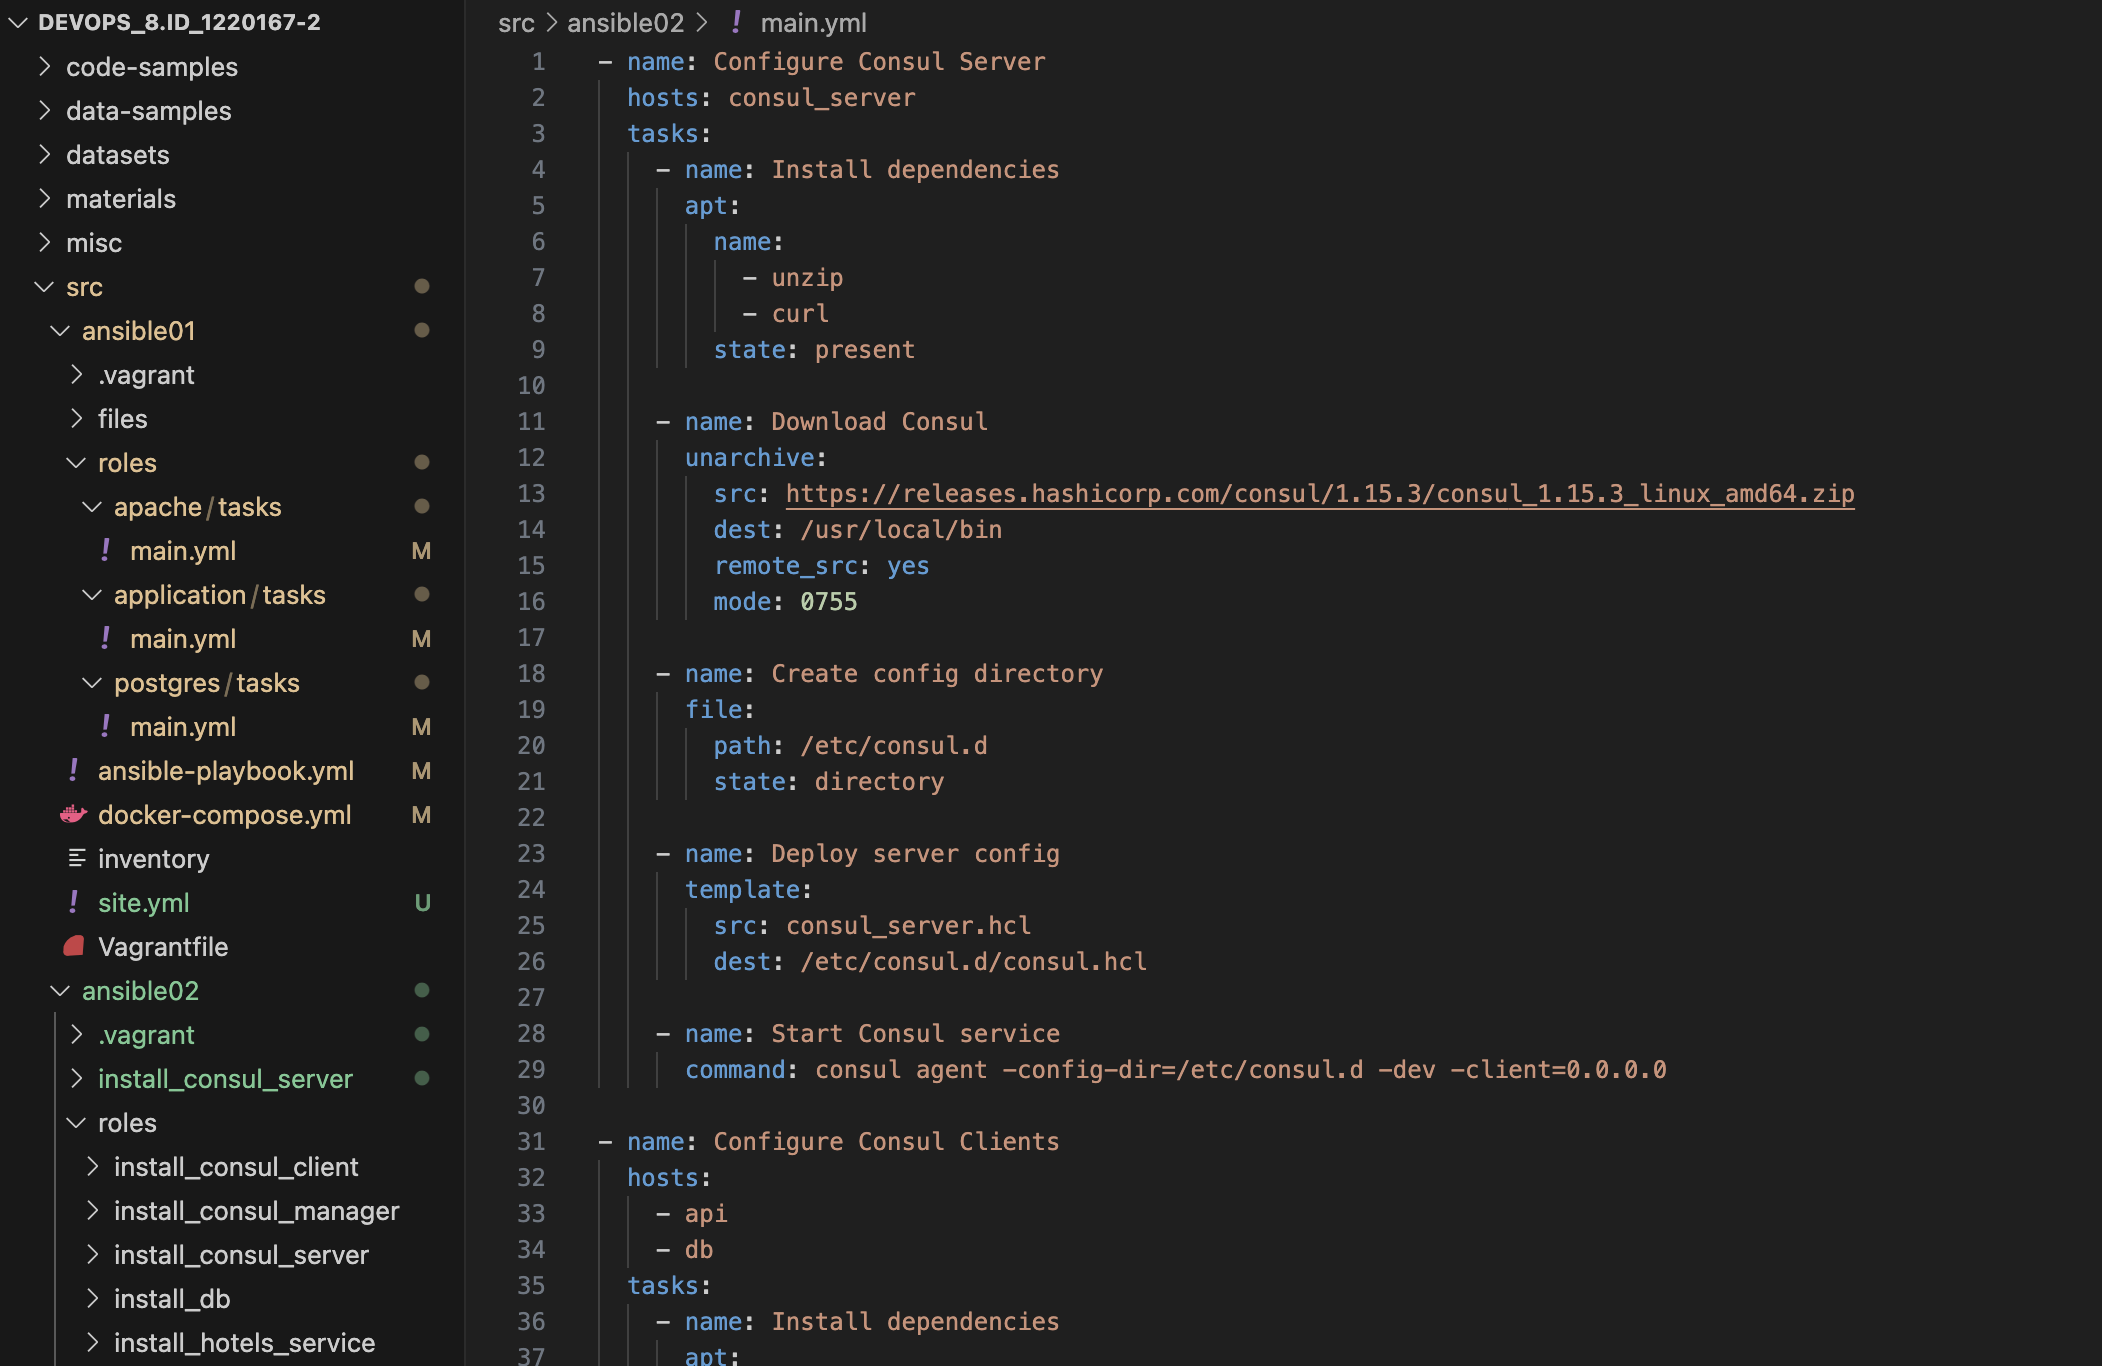 DEVOPS_8.ID_1220167-2
code-samples
data-samples
datasets
materials
misc
src
ansible01
.vagrant
files
roles
apache/tasks
! main.yml M
application/tasks
! main.yml M
postgres/tasks
! main.yml M
! ansible-playbook.yml M
docker-compose.yml M
inventory
! site.yml U
Vagrantfile
ansible02
.vagrant
install_consul_server
roles
install_consul_client
install_consul_manager
install_consul_server
install_db
install_hotels_service
src > ansible02 > ! main.yml
1 - name: Configure Consul Server
2 hosts: consul_server
3 tasks:
4 - name: Install dependencies
5 apt:
6 name:
7 - unzip
8 - curl
9 state: present
10
11 - name: Download Consul
12 unarchive:
13 src: https://releases.hashicorp.com/consul/1.15.3/consul_1.15.3_linux_amd64.zip
14 dest: /usr/local/bin
15 remote_src: yes
16 mode: 0755
17
18 - name: Create config directory
19 file:
20 path: /etc/consul.d
21 state: directory
22
23 - name: Deploy server config
24 template:
25 src: consul_server.hcl
26 dest: /etc/consul.d/consul.hcl
27
28 - name: Start Consul service
29 command: consul agent -config-dir=/etc/consul.d -dev -client=0.0.0.0
30
31 - name: Configure Consul Clients
32 hosts:
33 - api
34 - db
35 tasks:
36 - name: Install dependencies
37 apt: